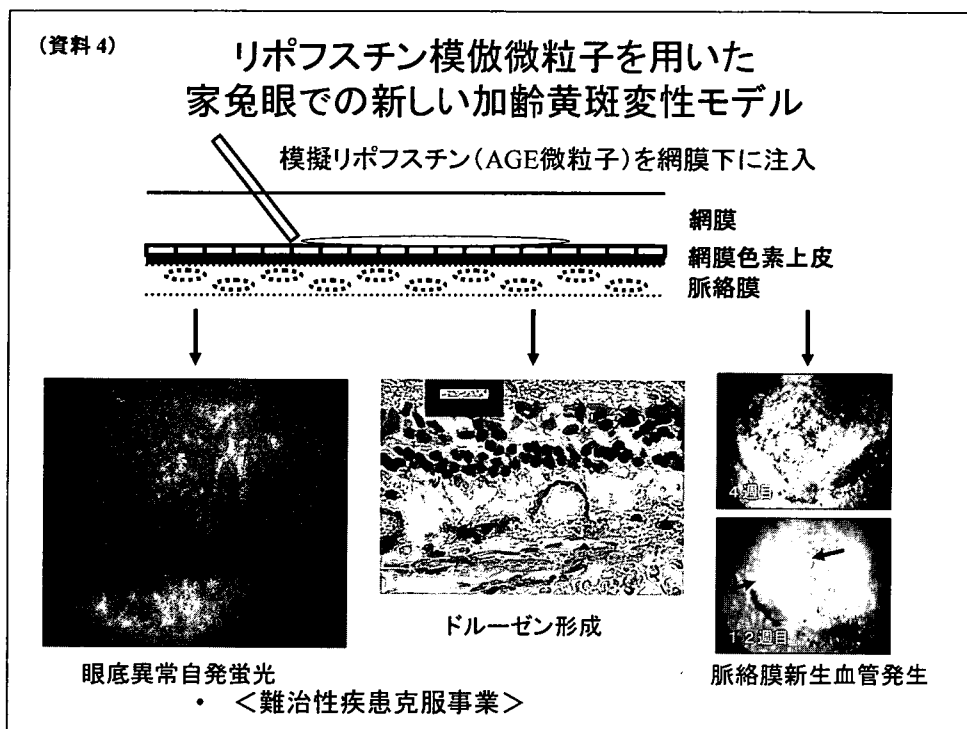 (資料4)
リポフスチン模倣微粒子を用いた
家兎眼での新しい加齢黄斑変性モデル
模擬リポフスチン(AGE微粒子)を網膜下に注入
網膜
網膜色素上皮
脈絡膜
4週目
12週目
ドルーゼン形成
眼底異常自発蛍光
脈絡膜新生血管発生
・ <難治性疾患克服事業>